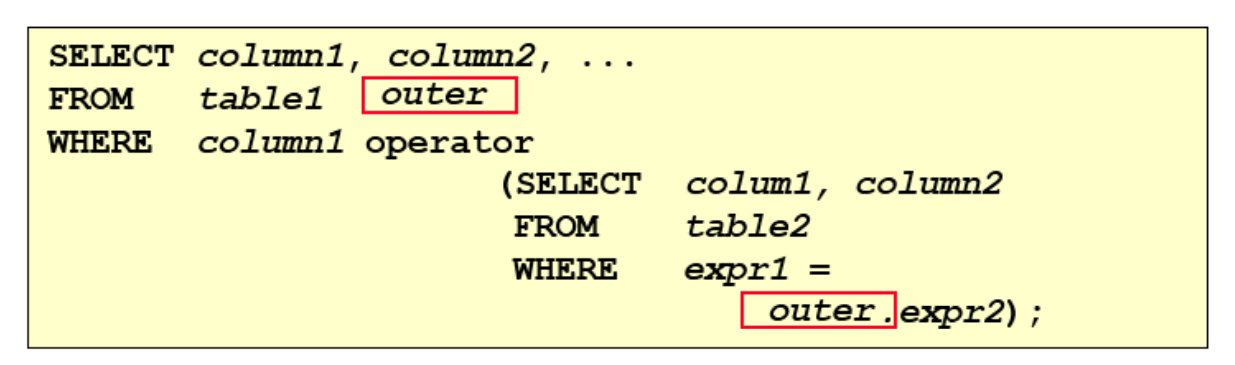 SELECT column1, column2, ...
FROM table1 outer
WHERE column1 operator
(SELECT colum1, column2
FROM table2
WHERE expr1 =
outer.expr2);